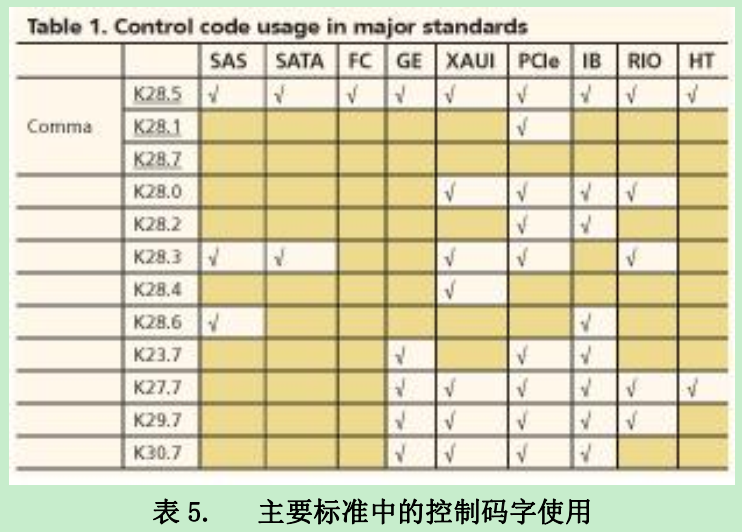 Table 1. Control code usage in major standards
SAS SATA FC GE XAUI PCIe IB RIO HT
K28.5 √ √ √ √ √ √ √ √ √
Comma K28.1 √
K28.7
K28.0 √ √ √ √
K28.2 √ √
K28.3 √ √ √ √ √
K28.4 √
K28.6 √ √
K23.7 √ √ √
K27.7 √ √ √ √ √ √
K29.7 √ √ √ √ √
K30.7 √ √ √ √
表 5. 主要标准中的控制码字使用